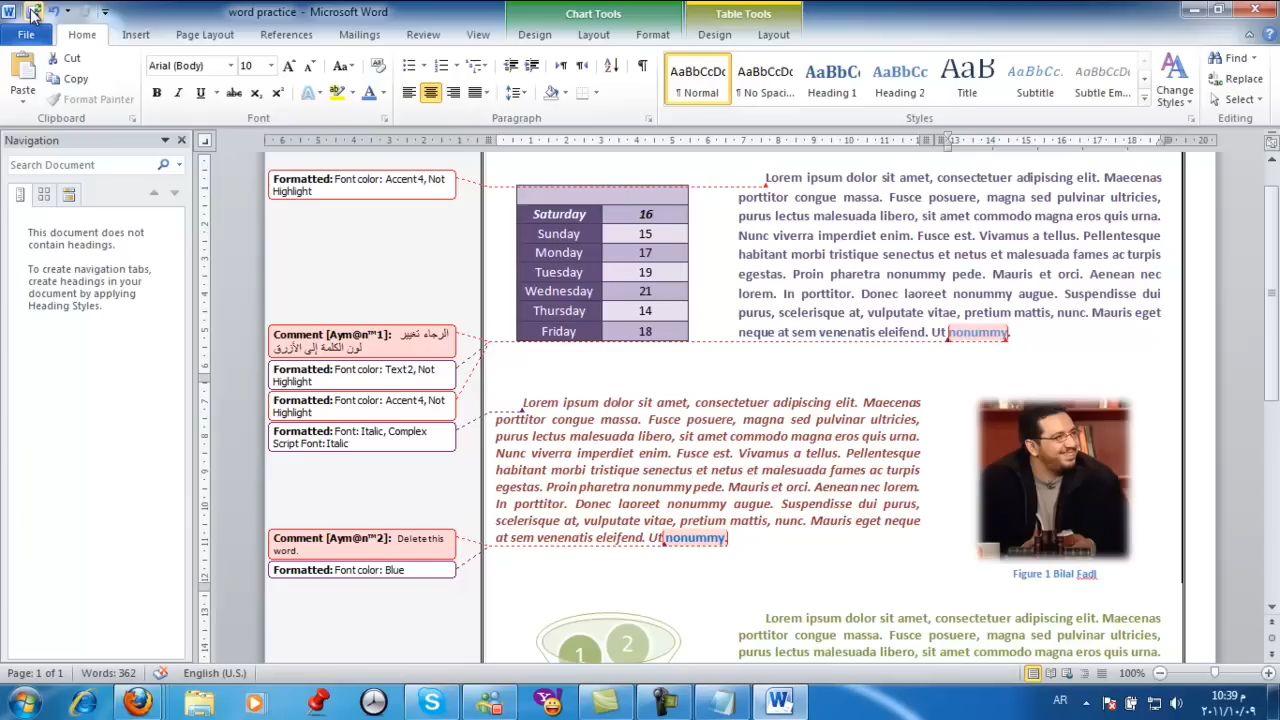 word practice - Microsoft Word
Chart Tools
Table Tools
File
Home
Insert
Page Layout
References
Mailings
Review
View
Design
Layout
Format
Design
Layout
Cut
Copy
Format Painter
Paste
Clipboard
Arial (Body)
10
Font
Paragraph
AaBbCcDc
¶ Normal
AaBbCcDc
¶ No Spaci...
AaBbC
Heading 1
AaBbCc
Heading 2
AaB
Title
AaBbCc.
Subtitle
AaBbCcDc
Subtle Em...
Change
Styles
Styles
Find
Replace
Select
Editing
Navigation
Search Document
This document does not
contain headings.
To create navigation tabs,
create headings in your
document by applying
Heading Styles.
Formatted: Font color: Accent 4, Not
Highlight
Comment [Aym@n™1]: الرجاء تغيير
لون الكلمة إلى الأزرق
Formatted: Font color: Text 2, Not
Highlight
Formatted: Font color: Accent 4, Not
Highlight
Formatted: Font: Italic, Complex
Script Font: Italic
Comment [Aym@n™2]: Delete this
word.
Formatted: Font color: Blue
Saturday 16
Sunday 15
Monday 17
Tuesday 19
Wednesday 21
Thursday 14
Friday 18
Lorem ipsum dolor sit amet, consectetuer adipiscing elit. Maecenas
porttitor congue massa. Fusce posuere, magna sed pulvinar ultricies,
purus lectus malesuada libero, sit amet commodo magna eros quis urna.
Nunc viverra imperdiet enim. Fusce est. Vivamus a tellus. Pellentesque
habitant morbi tristique senectus et netus et malesuada fames ac turpis
egestas. Proin pharetra nonummy pede. Mauris et orci. Aenean nec
lorem. In porttitor. Donec laoreet nonummy augue. Suspendisse dui
purus, scelerisque at, vulputate vitae, pretium mattis, nunc. Mauris eget
neque at sem venenatis eleifend. Ut nonummy.
Lorem ipsum dolor sit amet, consectetuer adipiscing elit. Maecenas
porttitor congue massa. Fusce posuere, magna sed pulvinar ultricies,
purus lectus malesuada libero, sit amet commodo magna eros quis urna.
Nunc viverra imperdiet enim. Fusce est. Vivamus a tellus. Pellentesque
habitant morbi tristique senectus et netus et malesuada fames ac turpis
egestas. Proin pharetra nonummy pede. Mauris et orci. Aenean nec lorem.
In porttitor. Donec laoreet nonummy augue. Suspendisse dui purus,
scelerisque at, vulputate vitae, pretium mattis, nunc. Mauris eget neque
at sem venenatis eleifend. Ut nonummy.
Figure 1 Bilal Fadl
1 2
Lorem ipsum dolor sit amet, consectetuer adipiscing elit. Maecenas
porttitor congue massa. Fusce posuere, magna sed pulvinar ultricies,
purus lectus malesuada libero, sit amet commodo magna eros quis urna.
Page: 1 of 1
Words: 362
English (U.S.)
100%
AR
10:39 م
٢٠١١/١٠/٠٩